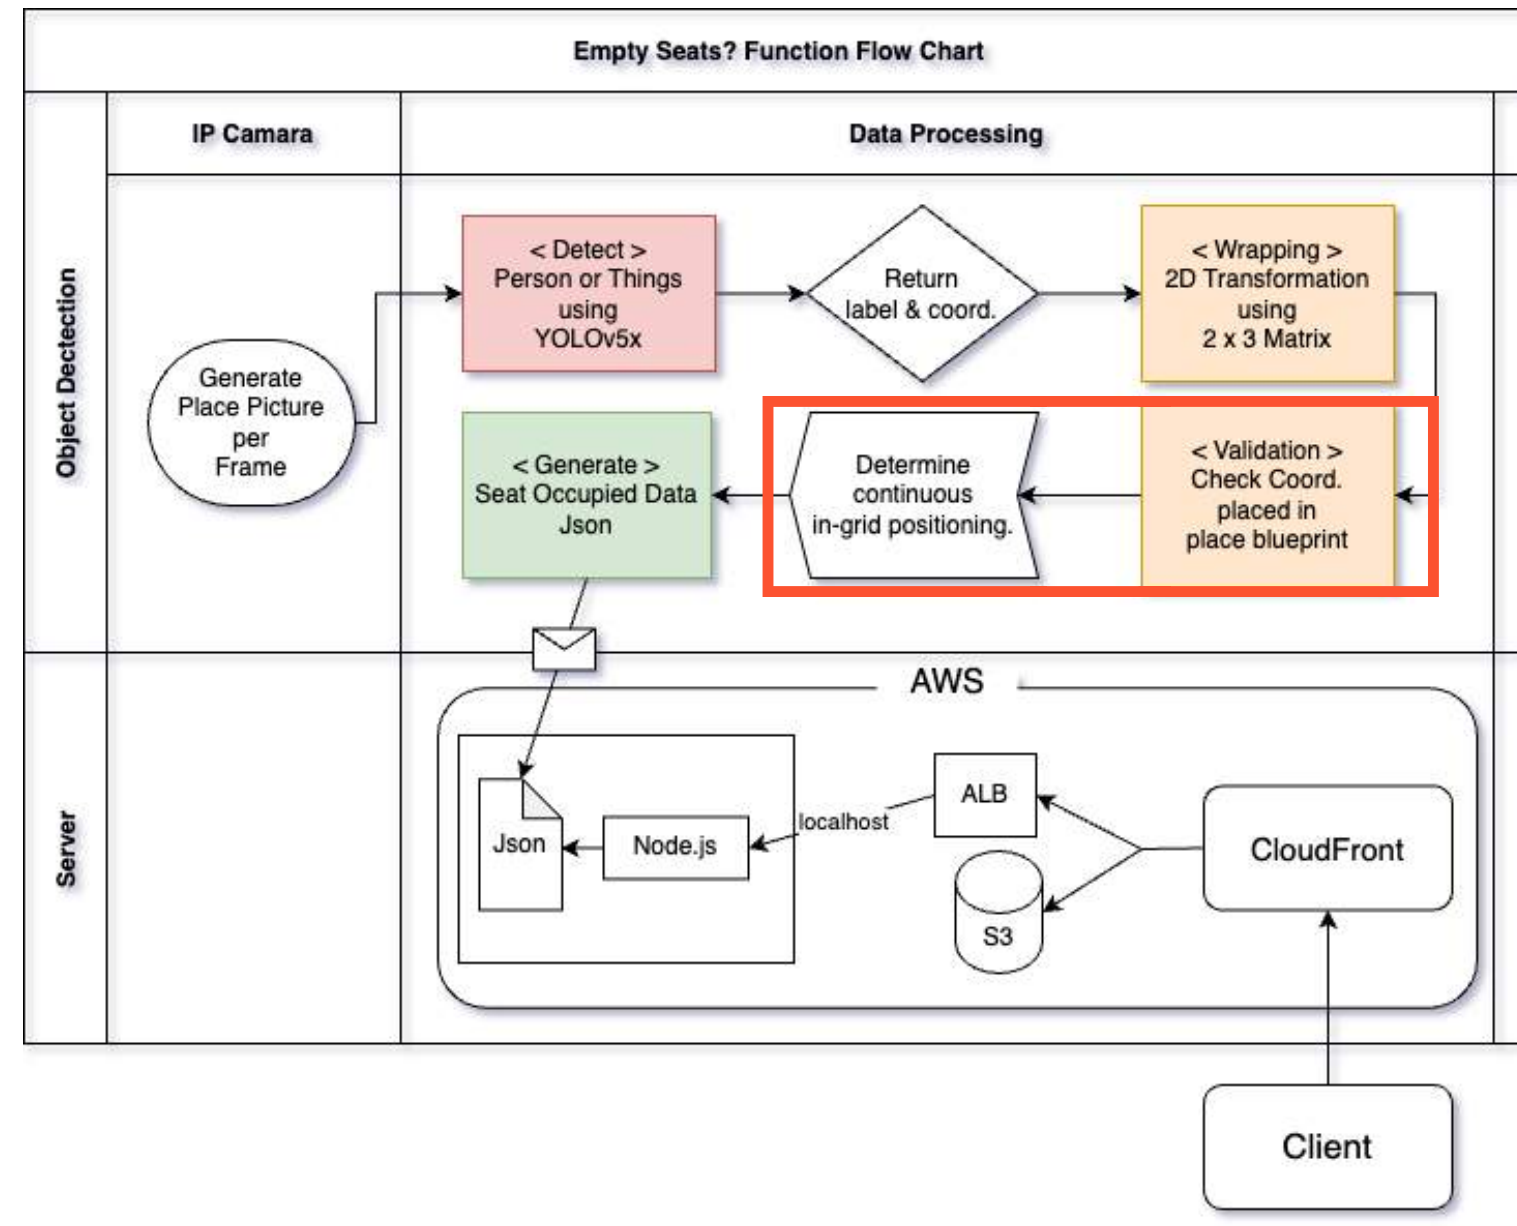 Empty Seats? Function Flow Chart
IP Camara
Data Processing
Object Dectection
Generate
Place Picture
per
Frame
< Detect >
Person or Things
using
YOLOv5x
Return
label & coord.
< Wrapping >
2D Transformation
using
2 x 3 Matrix
< Validation >
Check Coord.
placed in
place blueprint
Determine
continuous
in-grid positioning.
< Generate >
Seat Occupied Data
Json
Server
AWS
Json
Node.js
localhost
ALB
S3
CloudFront
Client